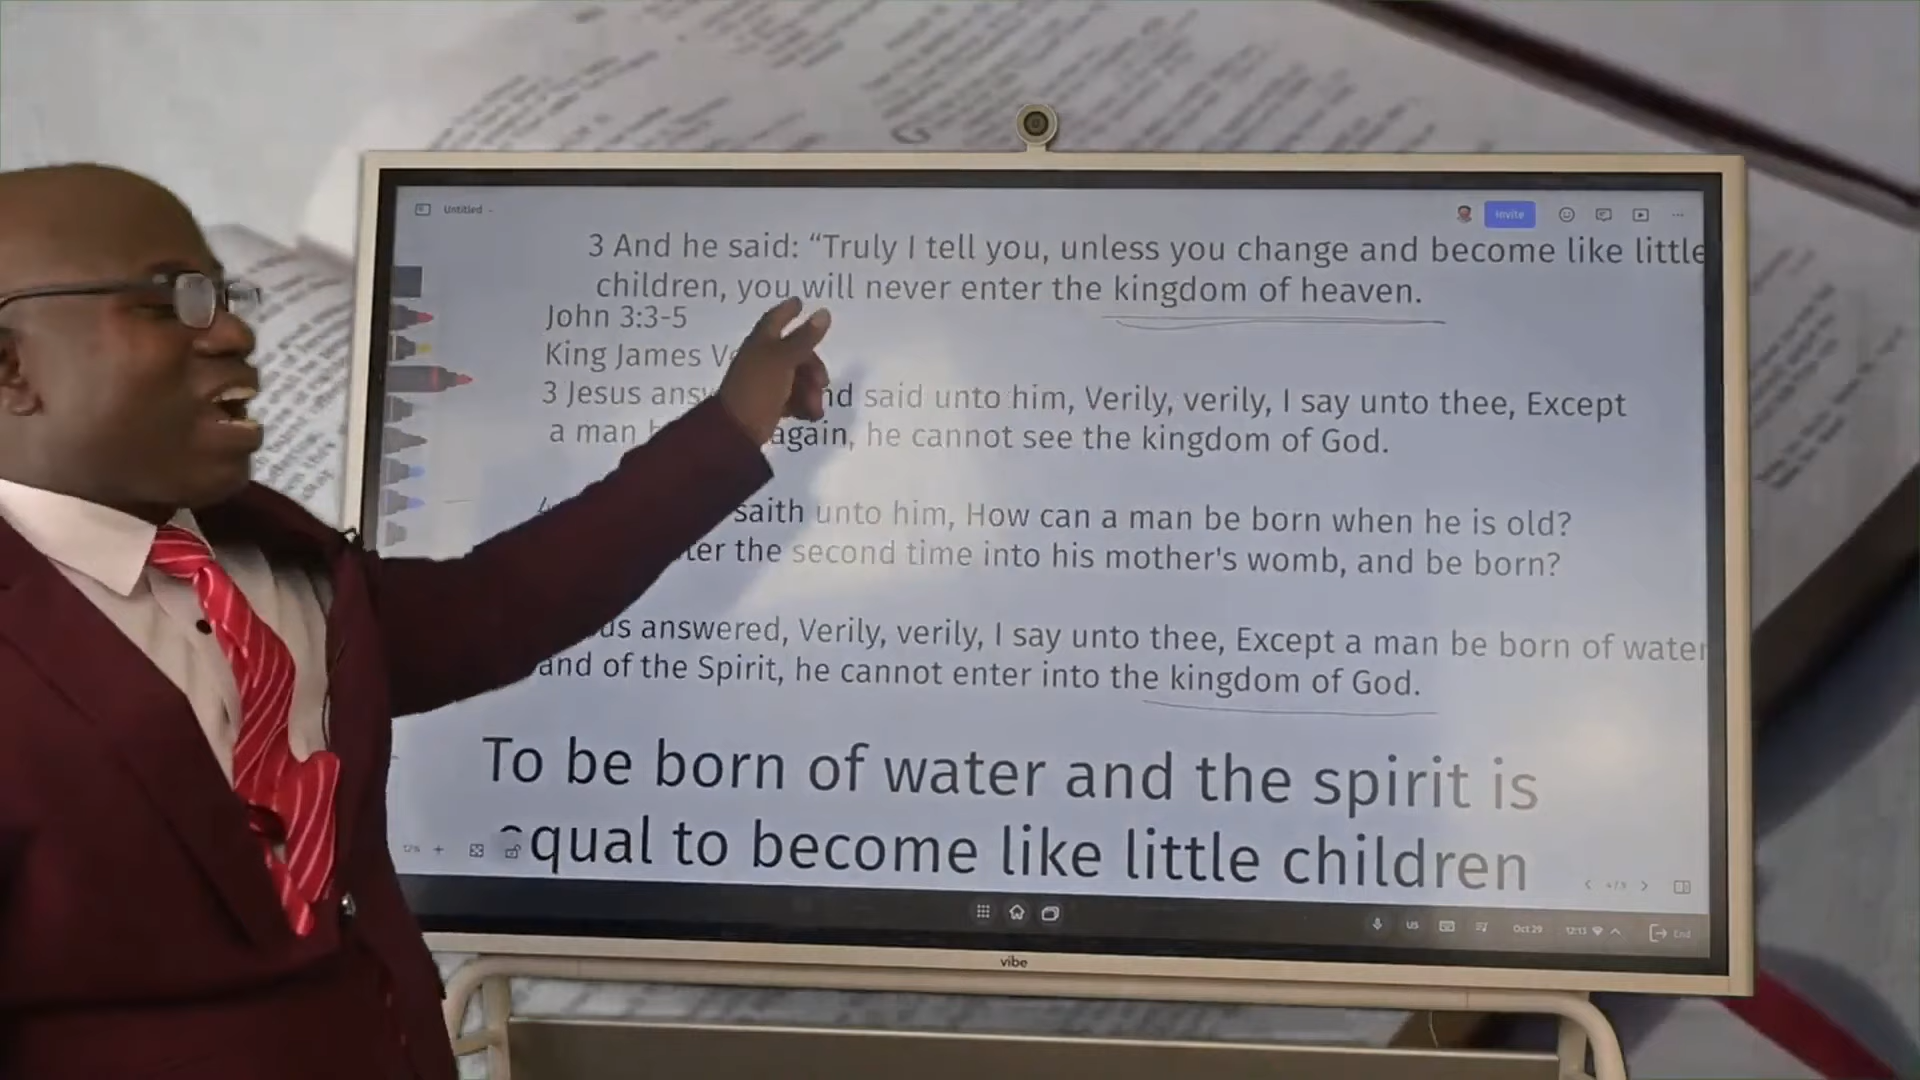 Untitled
Invite
3 And he said: “Truly I tell you, unless you change and become like little
children, you will never enter the kingdom of heaven.
John 3:3-5
King James V
3 Jesus answ nd said unto him, Verily, verily, I say unto thee, Except
a man again, he cannot see the kingdom of God.
saith unto him, How can a man be born when he is old?
ter the second time into his mother's womb, and be born?
us answered, Verily, verily, I say unto thee, Except a man be born of water
and of the Spirit, he cannot enter into the kingdom of God.
To be born of water and the spirit is
equal to become like little children
US
Oct 29
12:13
End
vibe